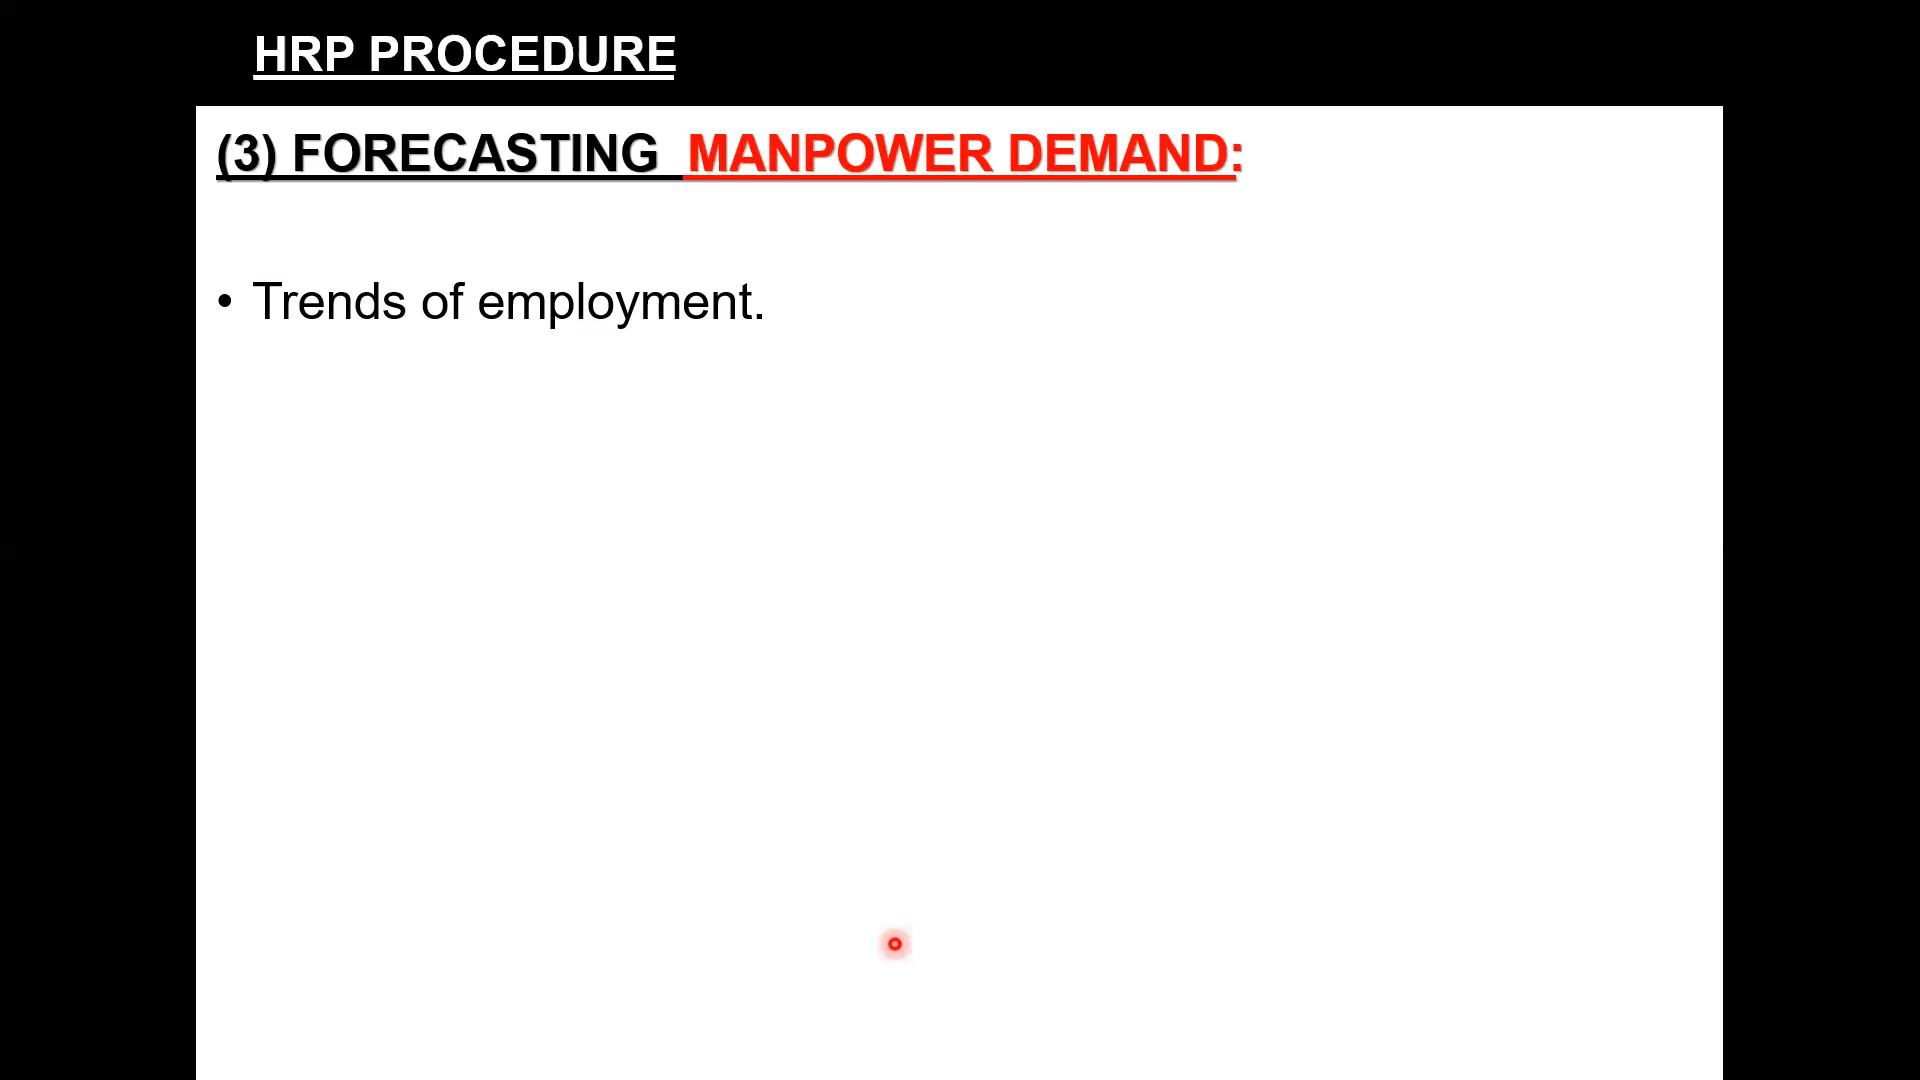 HRP PROCEDURE
(3) FORECASTING MANPOWER DEMAND:
• Trends of employment.